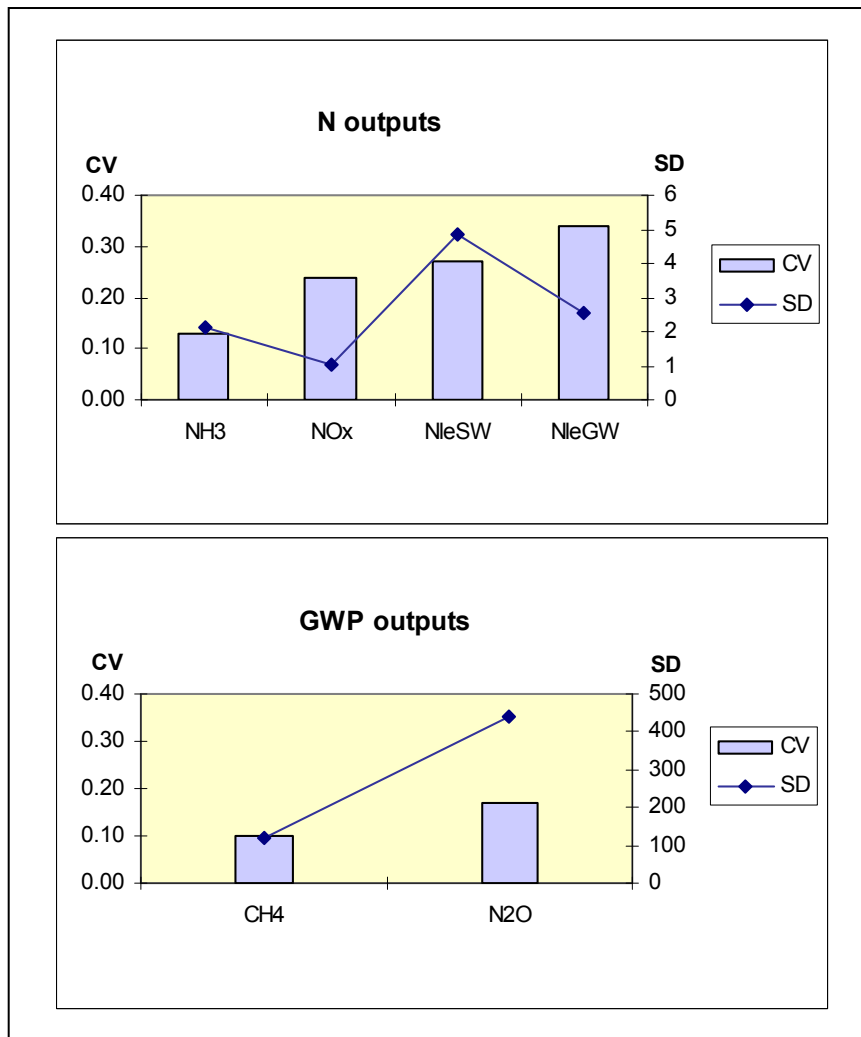 N outputs
CV SD
0.40 6
0.30 5
0.20 4
0.10 3
0.00 2
1
0
NH3 NOx NleSW NleGW
CV
SD
GWP outputs
CV SD
0.40 500
0.30 400
0.20 300
0.10 200
0.00 100
0
CH4 N2O
CV
SD